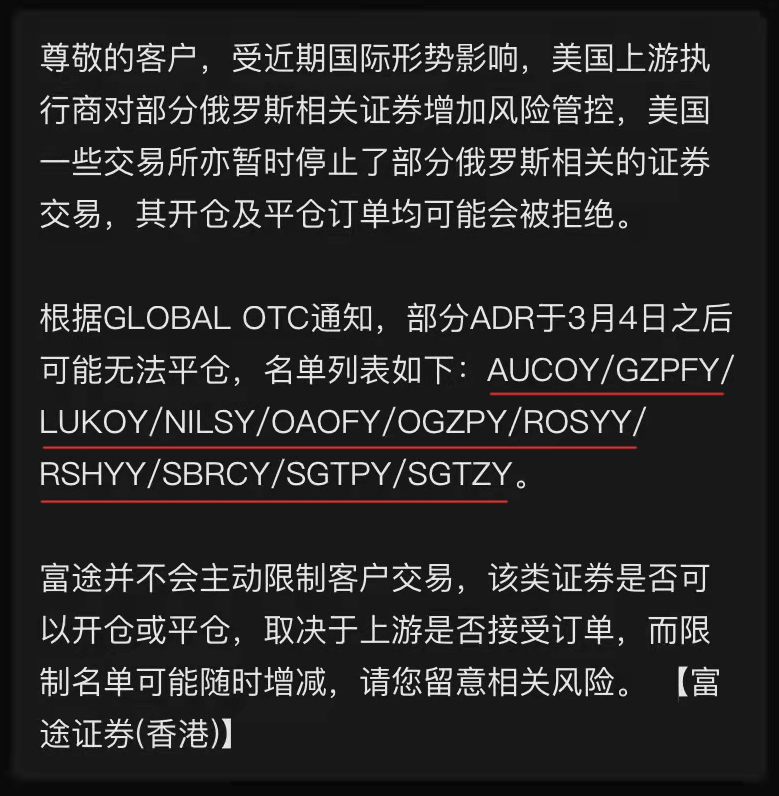 尊敬的客户，受近期国际形势影响，美国上游执
行商对部分俄罗斯相关证券增加风险管控，美国
一些交易所亦暂时停止了部分俄罗斯相关的证券
交易，其开仓及平仓订单均可能会被拒绝。
根据GLOBAL OTC通知，部分ADR于3月4日之后
可能无法平仓，名单列表如下：AUCOY/GZPFY/
LUKOY/NILSY/OAOFY/OGZPY/ROSYY/
RSHYY/SBRCY/SGTPY/SGTZY。
富途并不会主动限制客户交易，该类证券是否可
以开仓或平仓，取决于上游是否接受订单，而限
制名单可能随时增减，请您留意相关风险。【富
途证券(香港)】